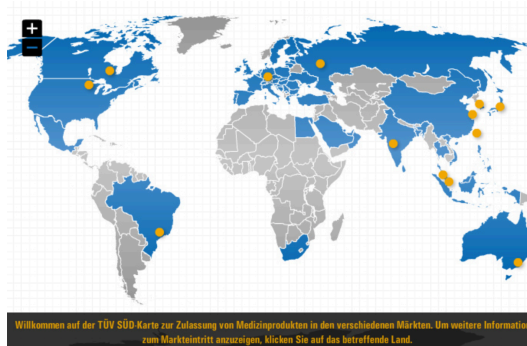 +
−
Willkommen auf der TÜV SÜD-Karte zur Zulassung von Medizinprodukten in den verschiedenen Märkten. Um weitere Informatione
zum Markteintritt anzuzeigen, klicken Sie auf das betreffende Land.